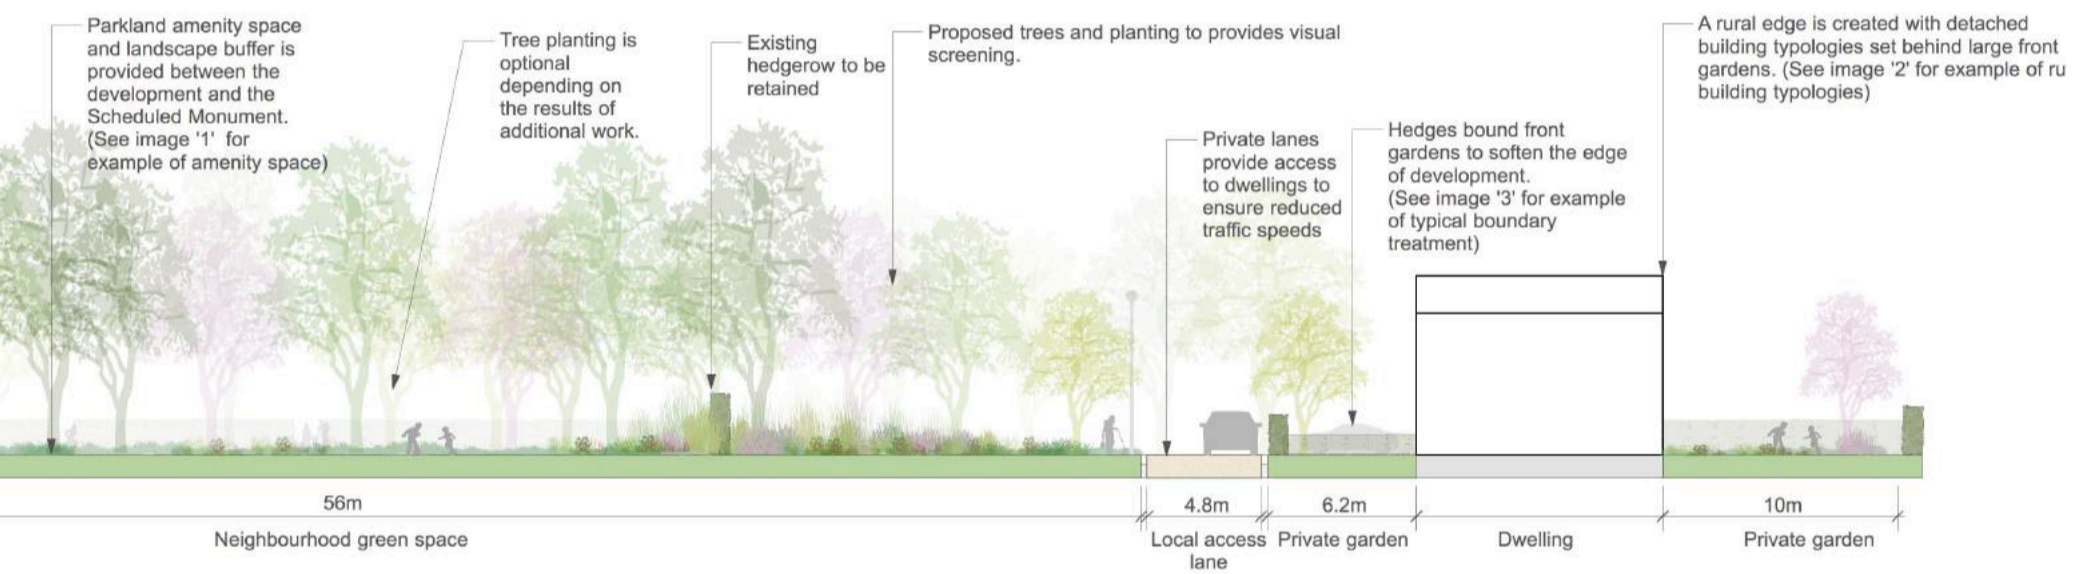 Parkland amenity space
and landscape buffer is
provided between the
development and the
Scheduled Monument.
(See image '1' for
example of amenity space)
Tree planting is
optional
depending on
the results of
additional work.
Existing
hedgerow to be
retained
Proposed trees and planting to provides visual
screening.
Private lanes
provide access
to dwellings to
ensure reduced
traffic speeds
Hedges bound front
gardens to soften the edge
of development.
(See image '3' for example
of typical boundary
treatment)
A rural edge is created with detached
building typologies set behind large front
gardens. (See image '2' for example of ru
building typologies)
56m
4.8m
6.2m
10m
Neighbourhood green space
Local access
lane
Private garden
Dwelling
Private garden